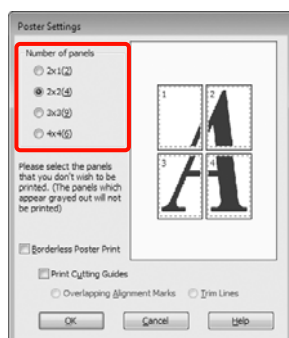 Poster Settings
Number of panels
2x1(2)
2x2(4)
3x3(9)
4x4(6)
1
2
Please select the panels
that you don't wish to be
printed. (The panels which
appear grayed out will not
be printed)
3
4
Borderless Poster Print
Print Cutting Guides
Overlapping Alignment Marks
Trim Lines
OK
Cancel
Help